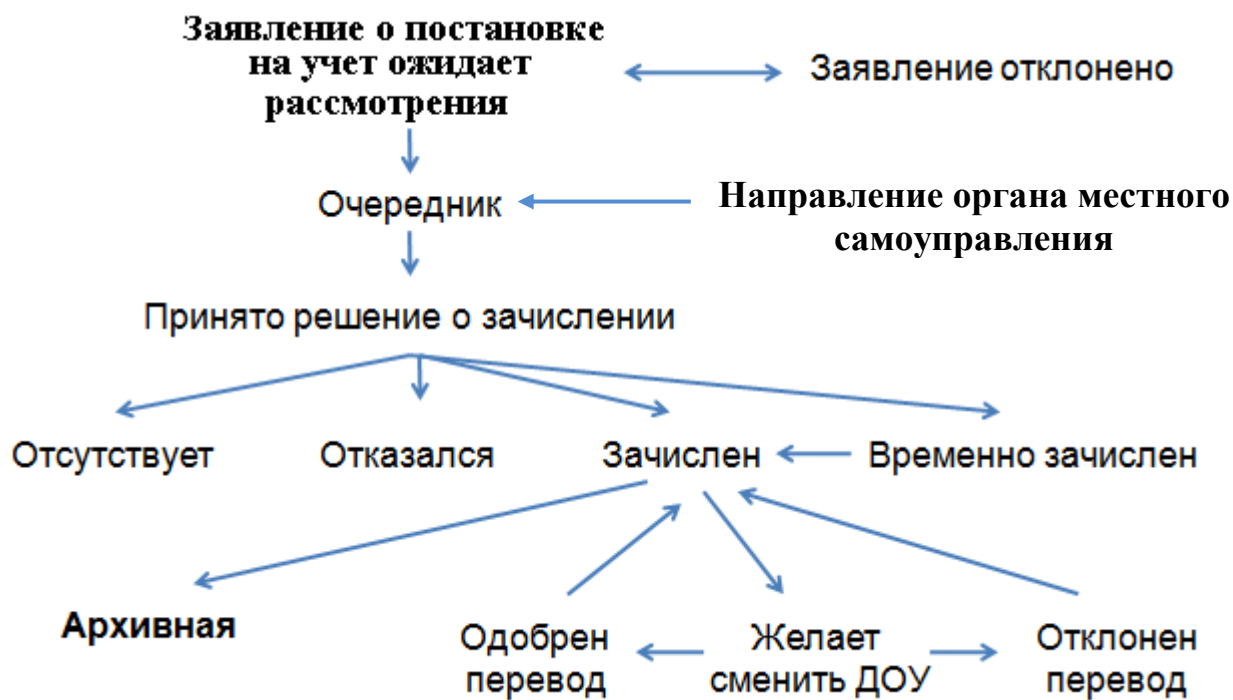 Заявление о постановке
на учет ожидает
рассмотрения
Заявление отклонено
Очередник
Направление органа местного
самоуправления
Принято решение о зачислении
Отсутствует
Отказался
Зачислен
Временно зачислен
Архивная
Одобрен
перевод
Желает
сменить ДОУ
Отклонен
перевод